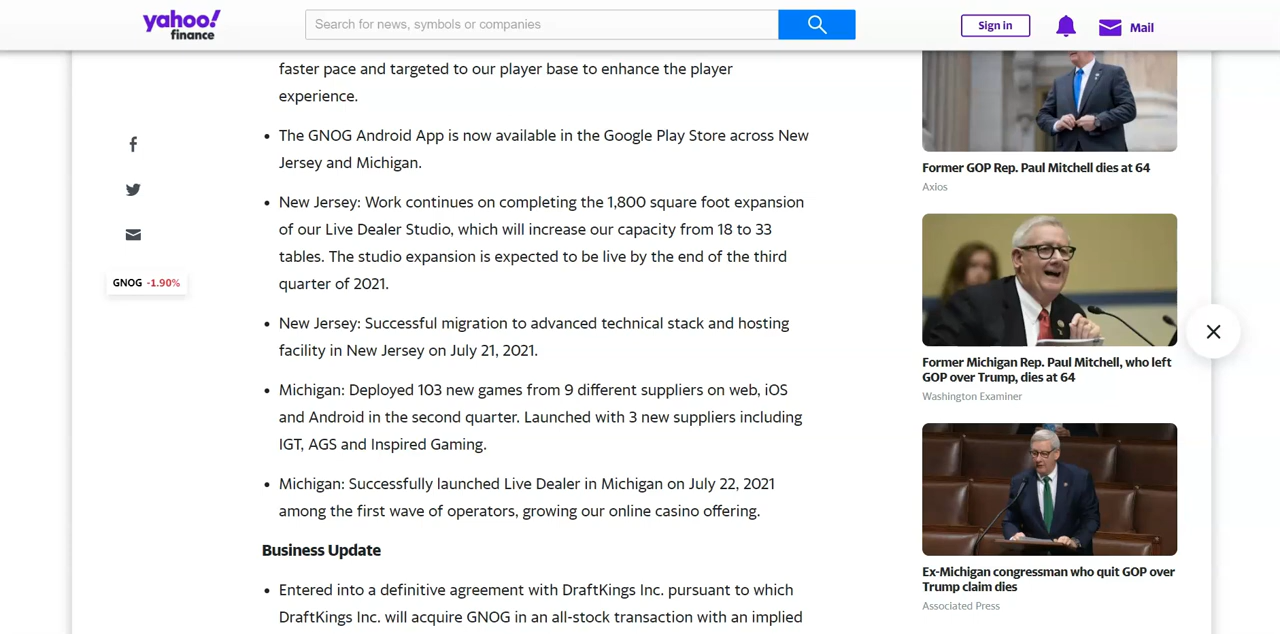 yahoo!
finance
Search for news, symbols or companies
Sign in
Mail
faster pace and targeted to our player base to enhance the player
experience.
• The GNOG Android App is now available in the Google Play Store across New
Jersey and Michigan.
• New Jersey: Work continues on completing the 1,800 square foot expansion
of our Live Dealer Studio, which will increase our capacity from 18 to 33
tables. The studio expansion is expected to be live by the end of the third
quarter of 2021.
• New Jersey: Successful migration to advanced technical stack and hosting
facility in New Jersey on July 21, 2021.
• Michigan: Deployed 103 new games from 9 different suppliers on web, iOS
and Android in the second quarter. Launched with 3 new suppliers including
IGT, AGS and Inspired Gaming.
• Michigan: Successfully launched Live Dealer in Michigan on July 22, 2021
among the first wave of operators, growing our online casino offering.
Business Update
• Entered into a definitive agreement with DraftKings Inc. pursuant to which
DraftKings Inc. will acquire GNOG in an all-stock transaction with an implied
GNOG -1.90%
Former GOP Rep. Paul Mitchell dies at 64
Axios
Former Michigan Rep. Paul Mitchell, who left
GOP over Trump, dies at 64
Washington Examiner
Ex-Michigan congressman who quit GOP over
Trump claim dies
Associated Press